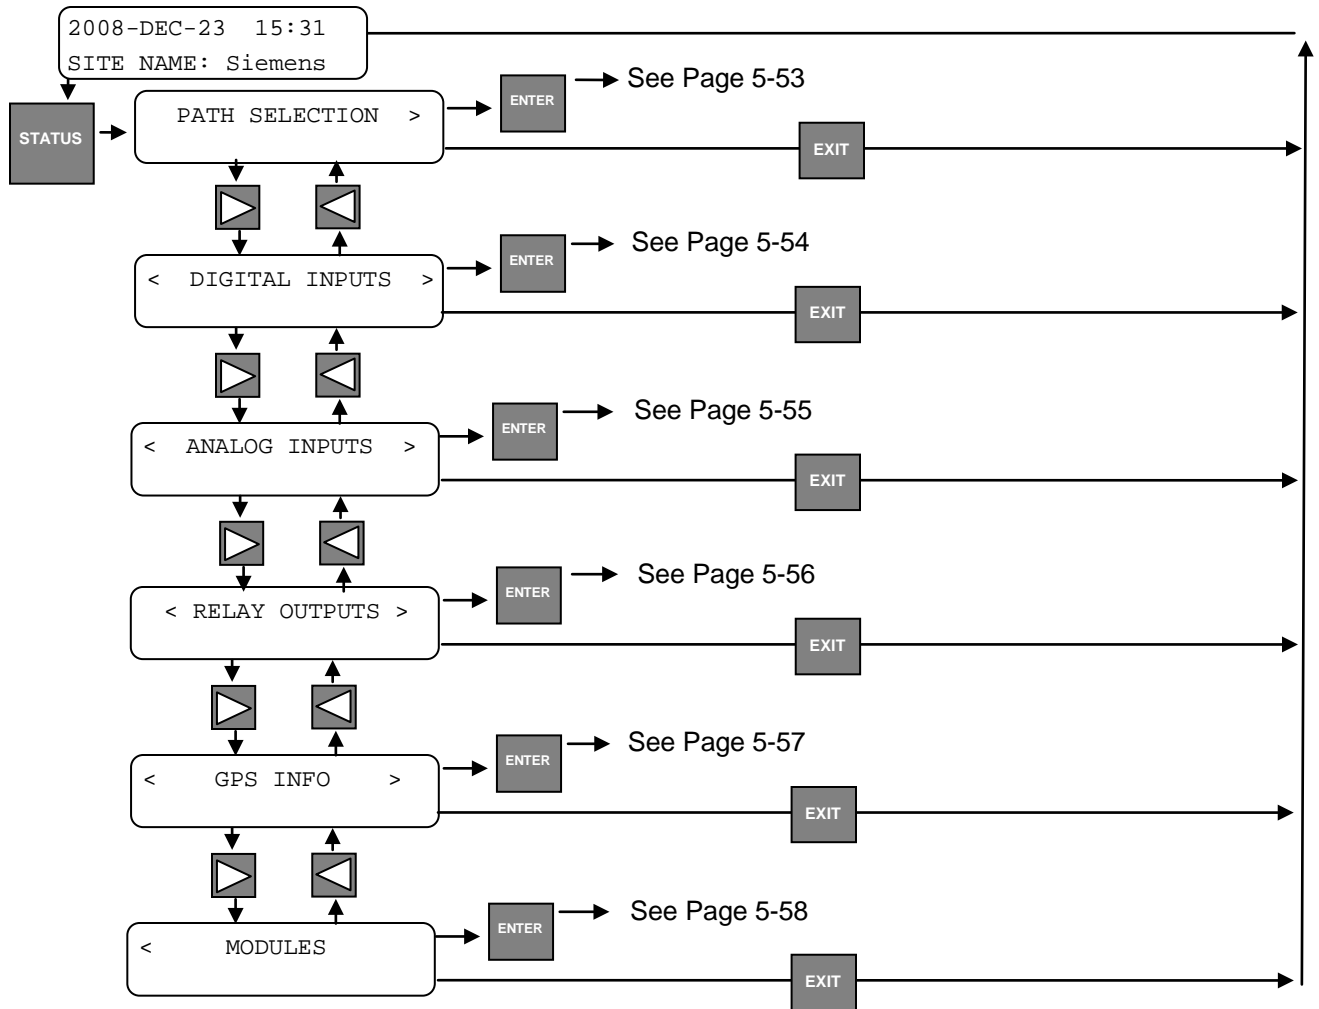 2008-DEC-23 15:31
SITE NAME: Siemens
STATUS
PATH SELECTION >
ENTER
See Page 5-53
EXIT
< DIGITAL INPUTS >
ENTER
See Page 5-54
EXIT
< ANALOG INPUTS >
ENTER
See Page 5-55
EXIT
< RELAY OUTPUTS >
ENTER
See Page 5-56
EXIT
< GPS INFO >
ENTER
See Page 5-57
EXIT
< MODULES
ENTER
See Page 5-58
EXIT